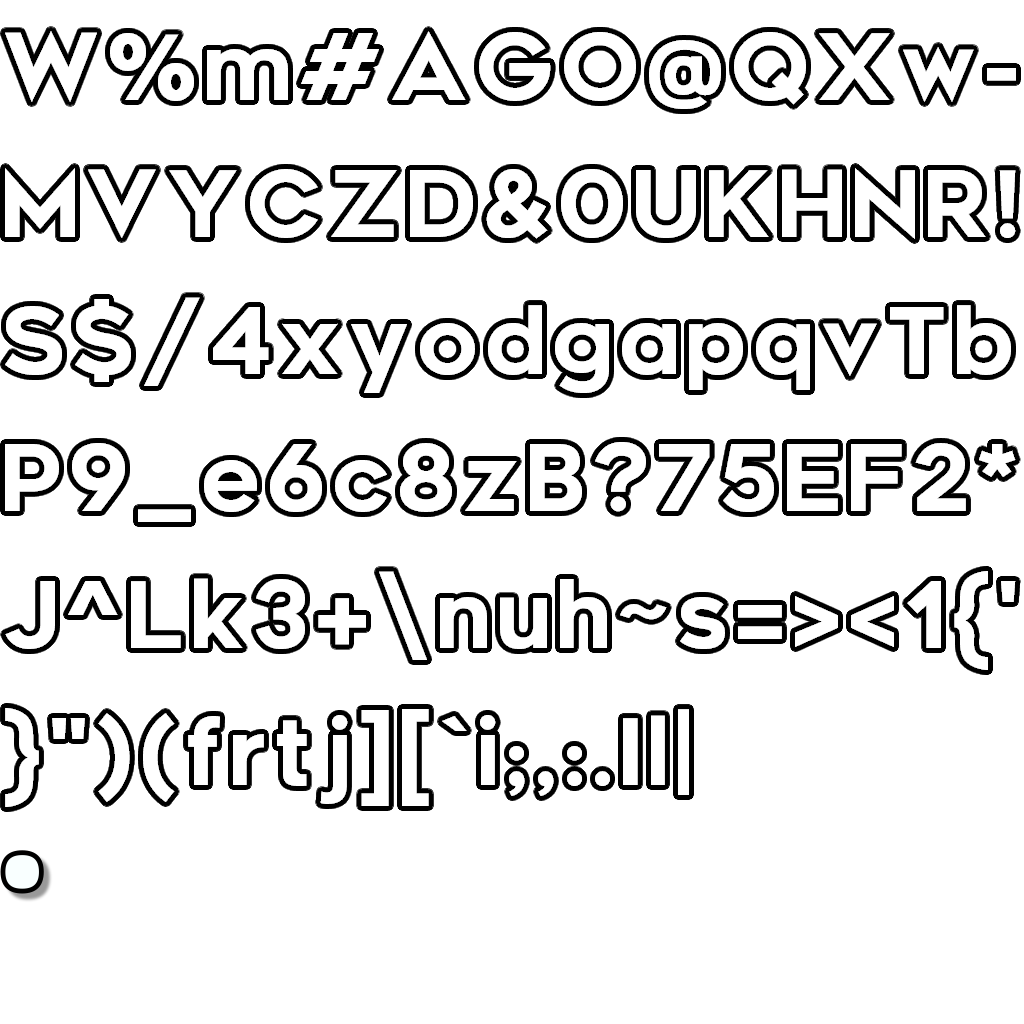 W%m#AGO@QXw-
MVYCZD&0UKHNR!
S$/4xyodgapqvTb
P9_e6c8zB?75EF2*
J^Lk3+\nuh~s=><1{'
}")(frtj][`i;,:.Il|